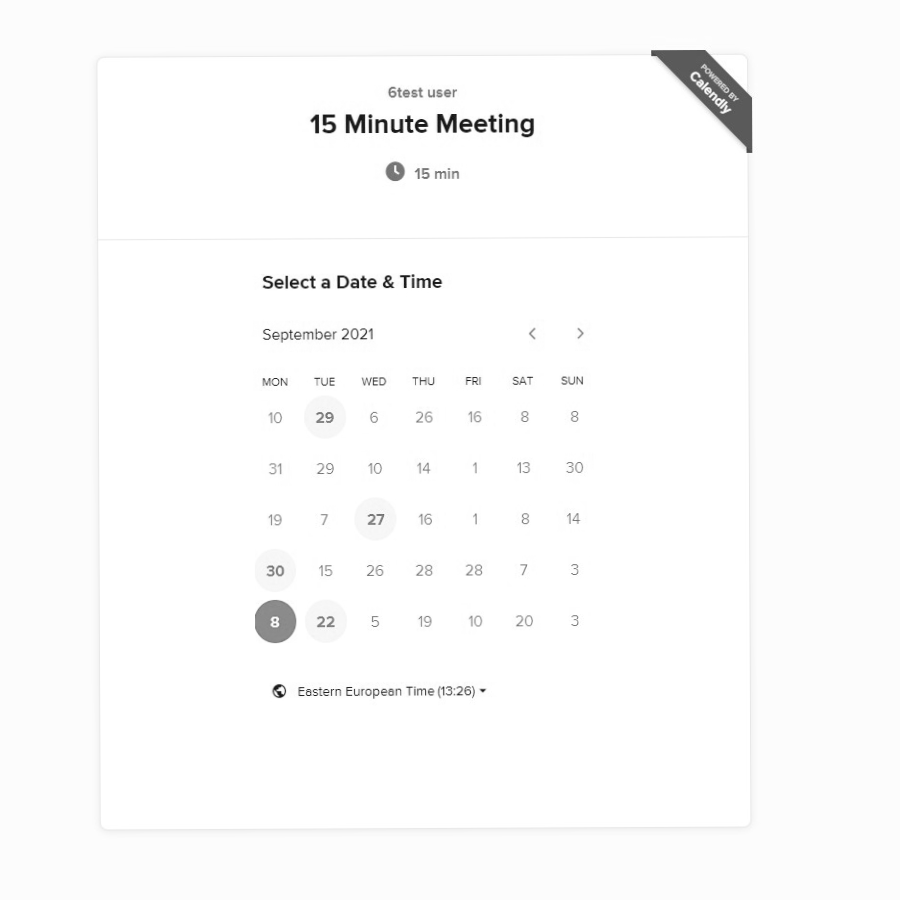 6test user
15 Minute Meeting
15 min
POWERED BY
Calendly
Select a Date & Time
September 2021
MON TUE WED THU FRI SAT SUN
10 29 6 26 16 8 8
31 29 10 14 1 13 30
19 7 27 16 1 8 14
30 15 26 28 28 7 3
8 22 5 19 10 20 3
Eastern European Time (13:26)